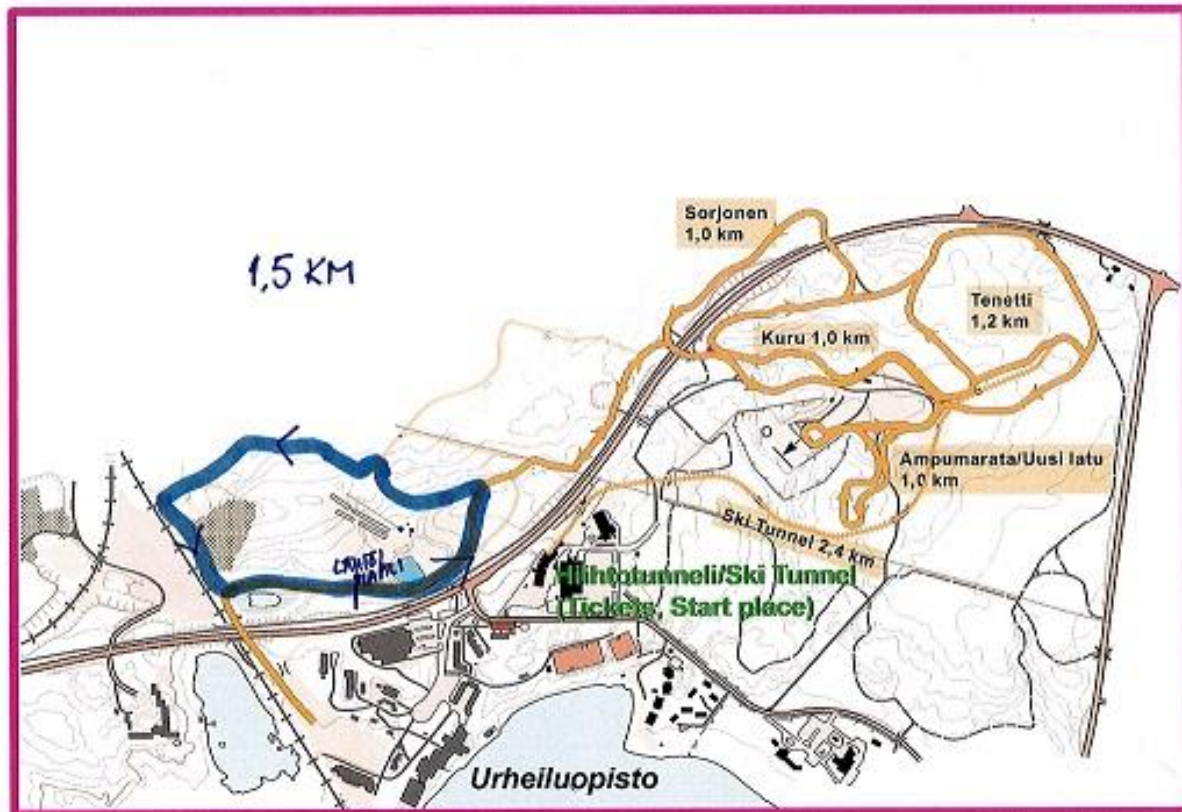 Sorjonen
1,0 km
1,5 KM
Tenetti
1,2 km
Kuru 1,0 km
Ampumarata/Uusi latu
1,0 km
Ski Tunnel 2,4 km
Hiihtotunneli/Ski Tunnel
(Tickets, Start place)
Urheiluopisto